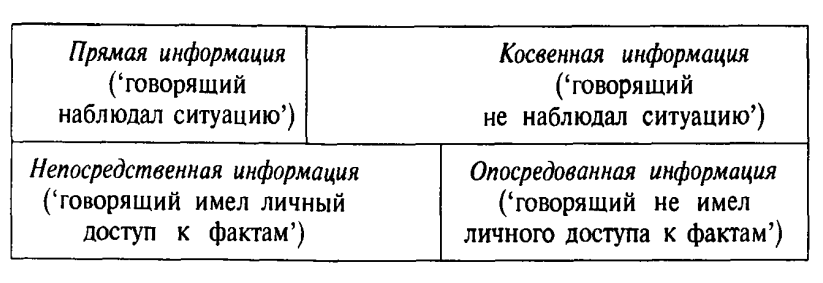 Прямая информация
(‘говорящий
наблюдал ситуацию’)
Косвенная информация
(‘говорящий
не наблюдал ситуацию’)
Непосредственная информация
(‘говорящий имел личный
доступ к фактам’)
Опосредованная информация
(‘говорящий не имел
личного доступа к фактам’)